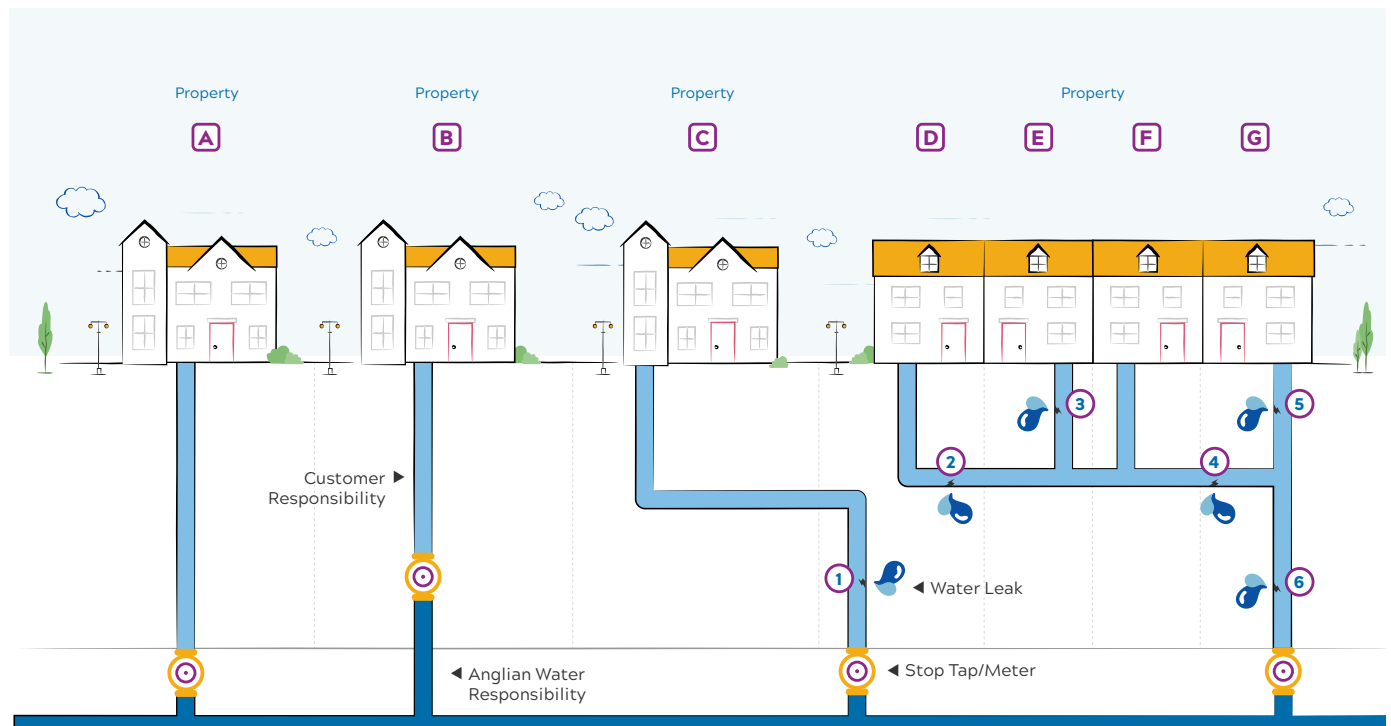 Property
Property
Property
Property
A
B
C
D
E
F
G
3
5
2
4
Customer
Responsibility
1
Water Leak
6
Anglian Water
Responsibility
Stop Tap/Meter